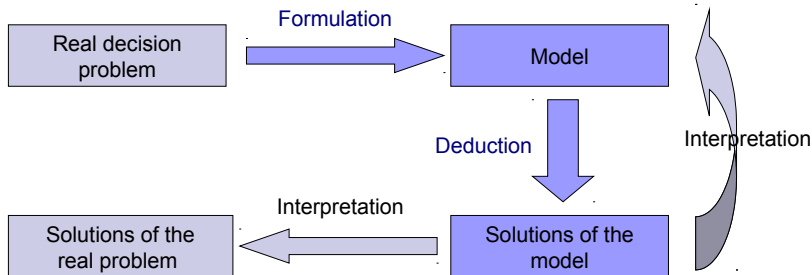 Formulation
Real decision
problem
Model
Deduction
Interpretation
Interpretation
Solutions of the
real problem
Solutions of the
model